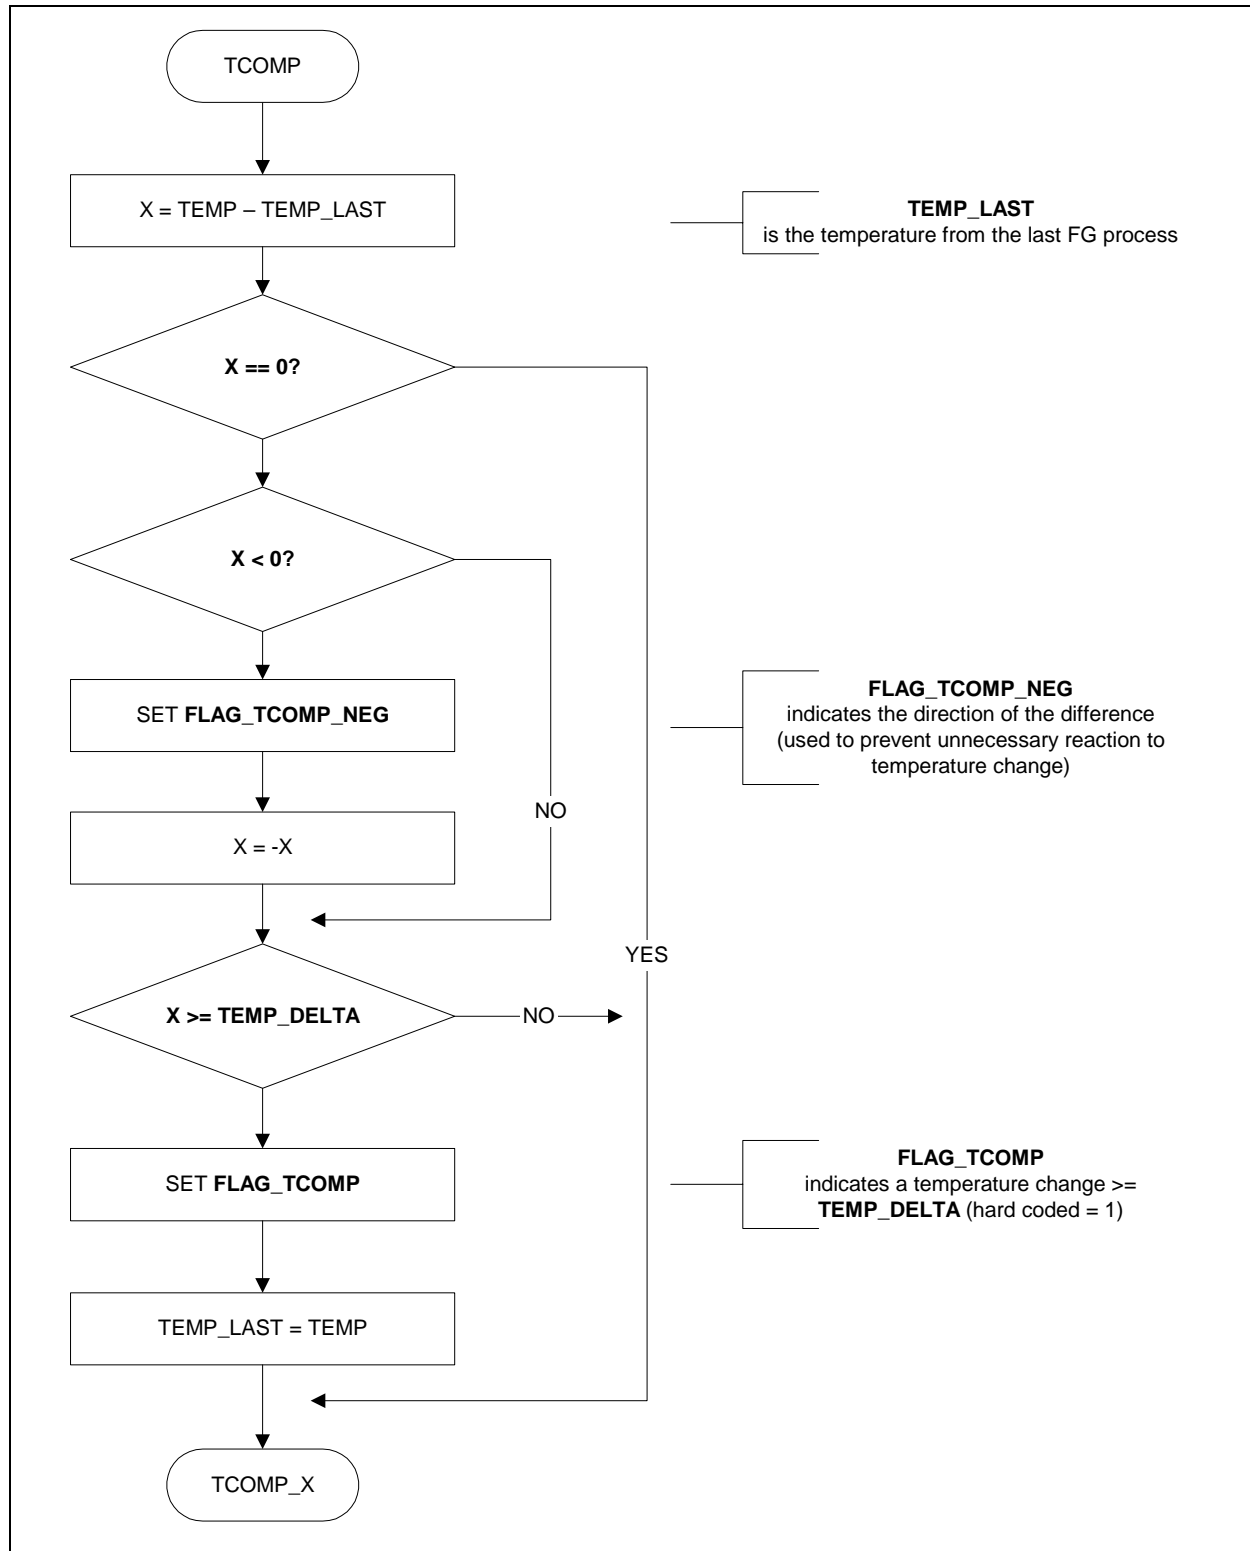 TCOMP
X = TEMP – TEMP_LAST
TEMP_LAST
is the temperature from the last FG process
X == 0?
X < 0?
SET FLAG_TCOMP_NEG
FLAG_TCOMP_NEG
indicates the direction of the difference
(used to prevent unnecessary reaction to
temperature change)
NO
X = -X
YES
X >= TEMP_DELTA
NO
SET FLAG_TCOMP
FLAG_TCOMP
indicates a temperature change >=
TEMP_DELTA (hard coded = 1)
TEMP_LAST = TEMP
TCOMP_X